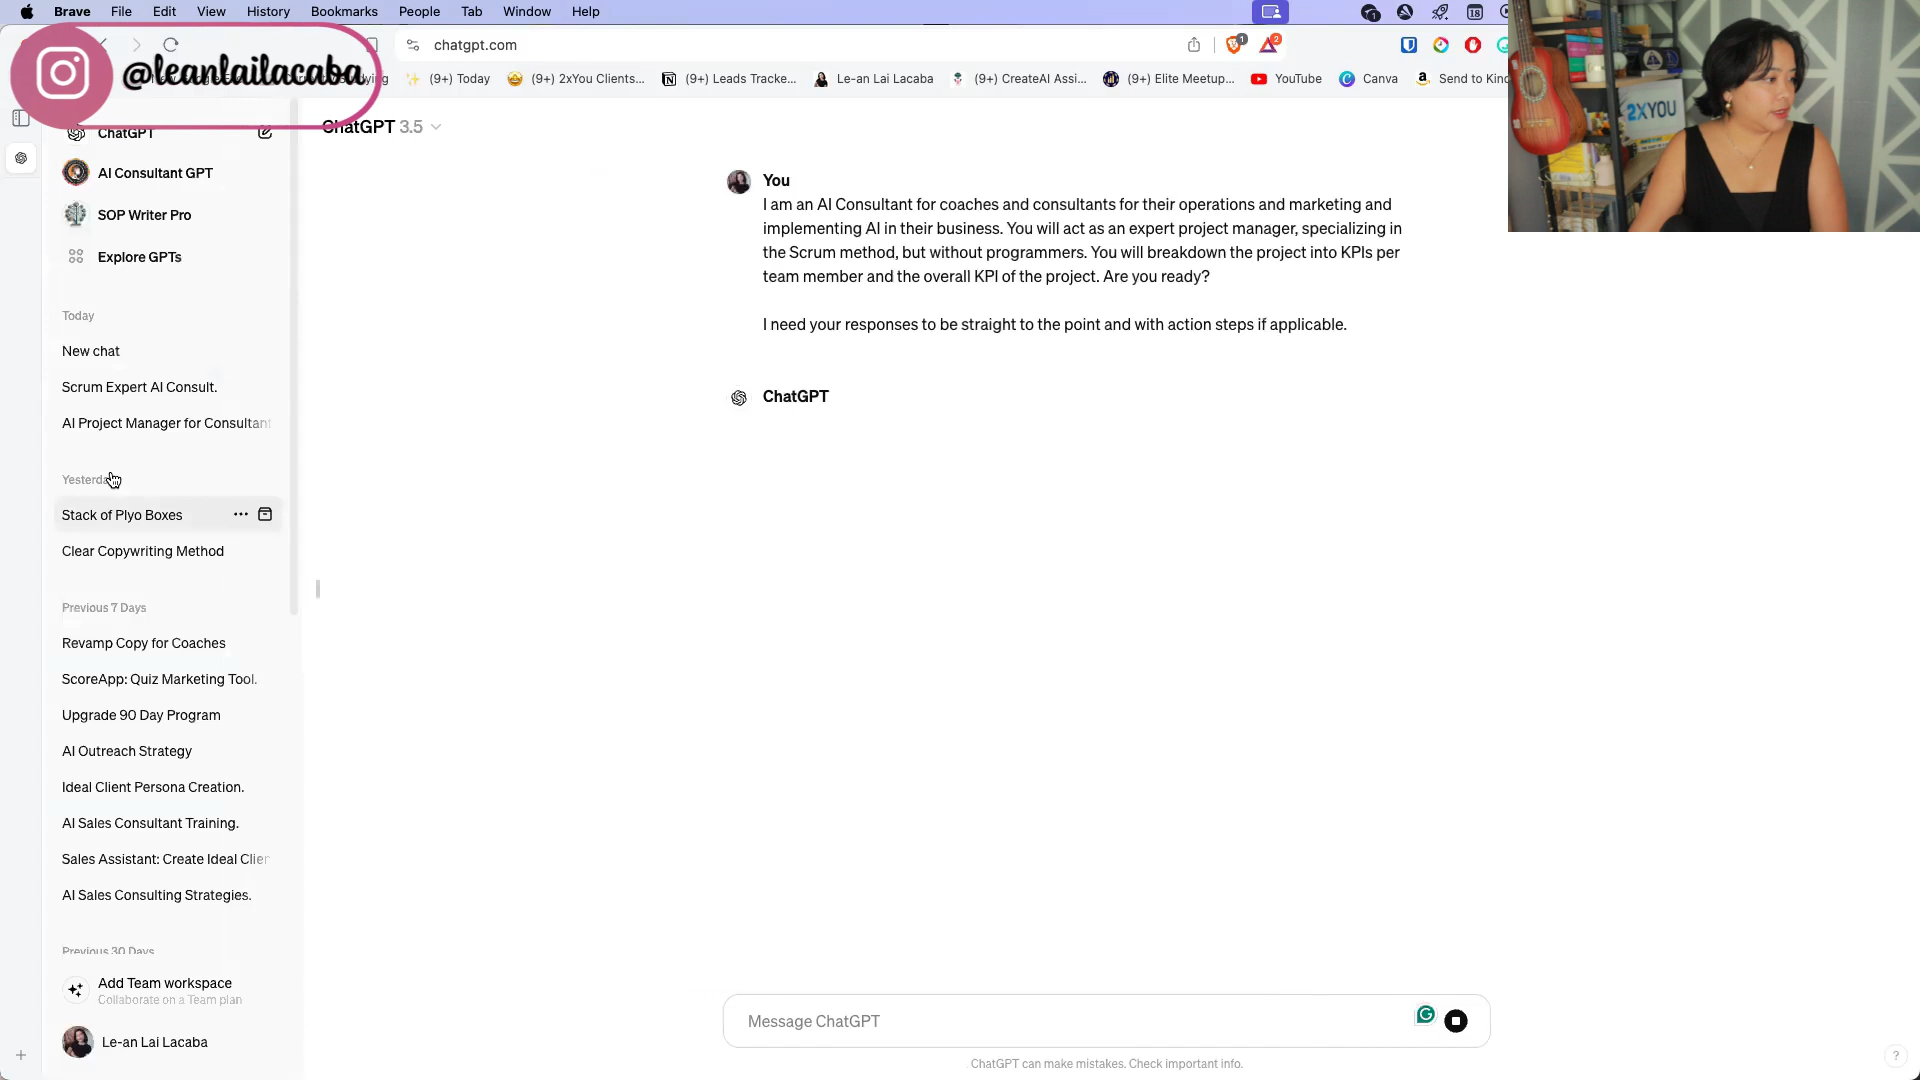 Brave File Edit View History Bookmarks People Tab Window Help
18
@leanlailacaba
chatgpt.com
1
2
(9+) Today
(9+) 2xYou Clients...
(9+) Leads Tracke...
Le-an Lai Lacaba
(9+) CreateAI Assi...
(9+) Elite Meetup...
YouTube
Canva
Send to Kind
2XYOU
ChatGPT
AI Consultant GPT
SOP Writer Pro
Explore GPTs
Today
New chat
Scrum Expert AI Consult.
AI Project Manager for Consultant
Yesterda
Stack of Plyo Boxes
Clear Copywriting Method
Previous 7 Days
Revamp Copy for Coaches
ScoreApp: Quiz Marketing Tool.
Upgrade 90 Day Program
AI Outreach Strategy
Ideal Client Persona Creation.
AI Sales Consultant Training.
Sales Assistant: Create Ideal Clien
AI Sales Consulting Strategies.
Previous 30 Days
Add Team workspace
Collaborate on a Team plan
Le-an Lai Lacaba
ChatGPT 3.5
You
I am an AI Consultant for coaches and consultants for their operations and marketing and
implementing AI in their business. You will act as an expert project manager, specializing in
the Scrum method, but without programmers. You will breakdown the project into KPIs per
team member and the overall KPI of the project. Are you ready?
I need your responses to be straight to the point and with action steps if applicable.
ChatGPT
Message ChatGPT
ChatGPT can make mistakes. Check important info.
?